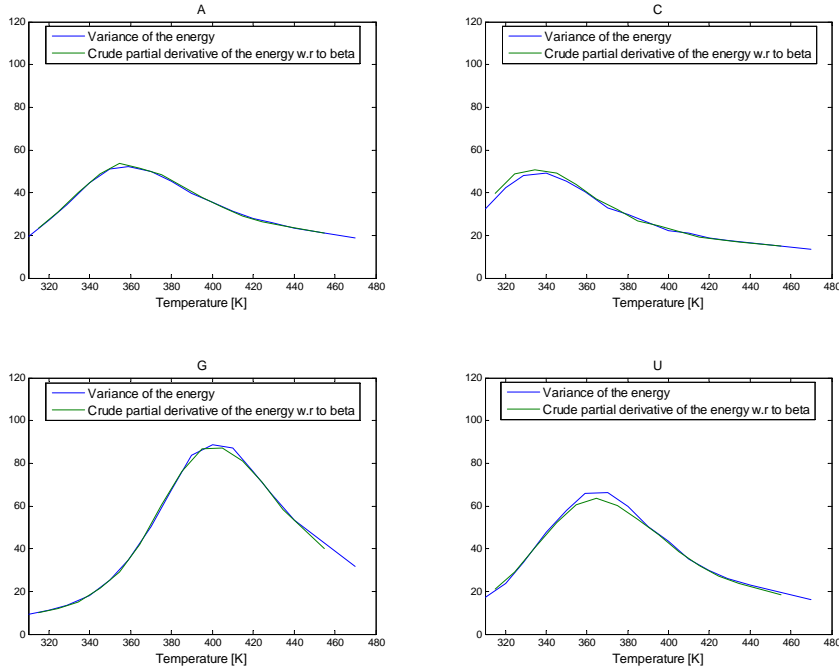 A
120
100
80
60
40
20
0
Variance of the energy
Crude partial derivative of the energy w.r to beta
320 340 360 380 400 420 440 460 480
Temperature [K]
C
120
100
80
60
40
20
0
Variance of the energy
Crude partial derivative of the energy w.r to beta
320 340 360 380 400 420 440 460 480
Temperature [K]
G
120
100
80
60
40
20
0
Variance of the energy
Crude partial derivative of the energy w.r to beta
320 340 360 380 400 420 440 460 480
Temperature [K]
U
120
100
80
60
40
20
0
Variance of the energy
Crude partial derivative of the energy w.r to beta
320 340 360 380 400 420 440 460 480
Temperature [K]